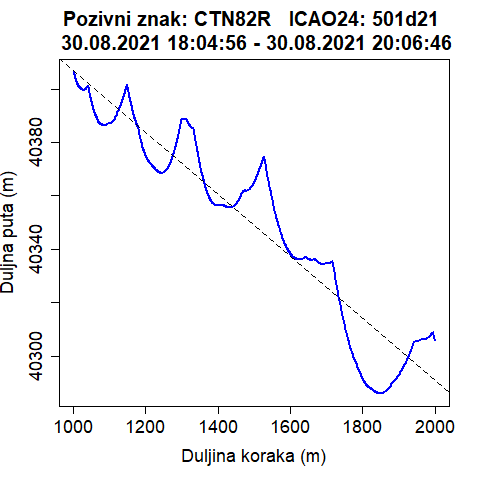 Pozivni znak: CTN82R   ICAO24: 501d21
30.08.2021 18:04:56 - 30.08.2021 20:06:46
Duljna puta (m)
40380
40340
40300
1000 1200 1400 1600 1800 2000
Duljina koraka (m)